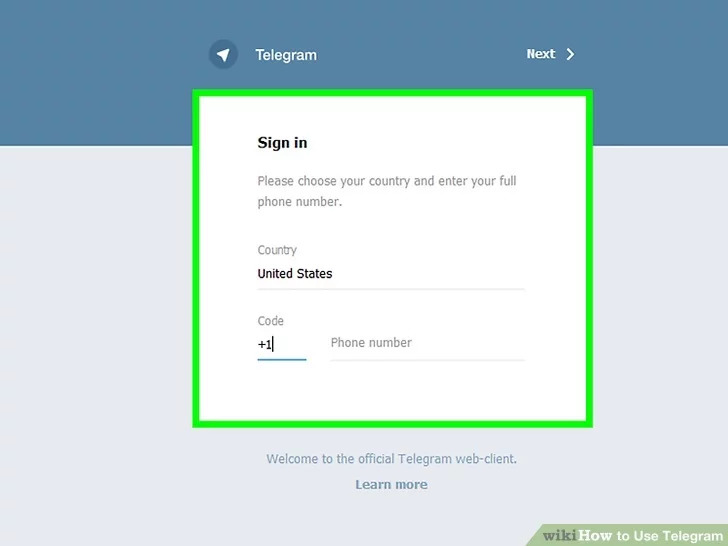 Telegram
Next
Sign in
Please choose your country and enter your full
phone number.
Country
United States
Code
+1
Phone number
Welcome to the official Telegram web-client.
Learn more
wikiHow to Use Telegram